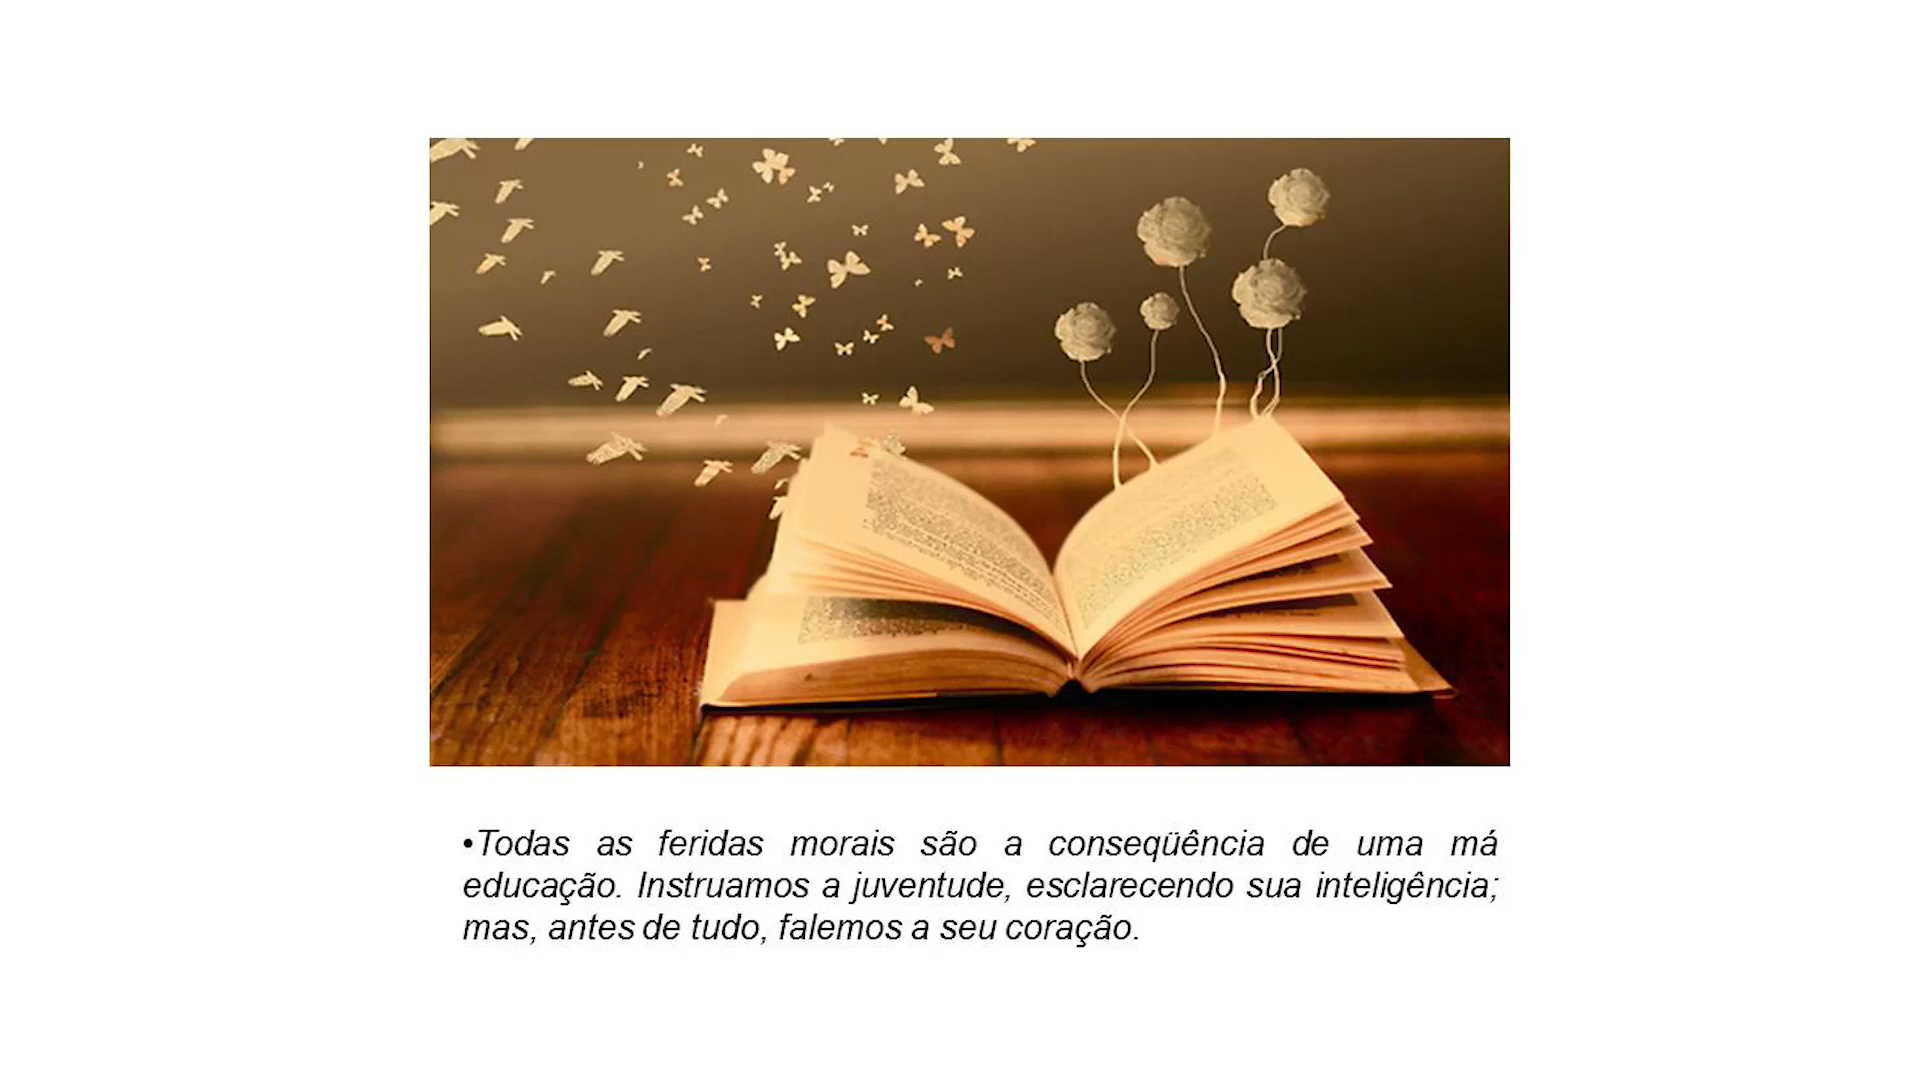 •Todas as feridas morais são a conseqüência de uma má
educação. Instruamos a juventude, esclarecendo sua inteligência;
mas, antes de tudo, falemos a seu coração.